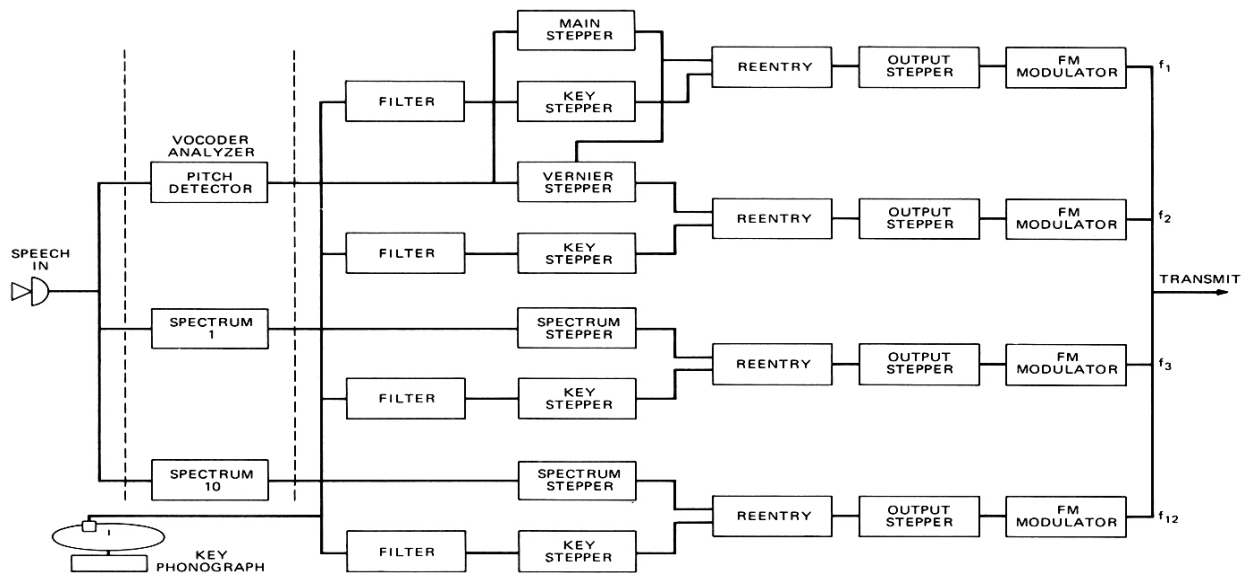 MAIN
STEPPER
REENTRY
OUTPUT
STEPPER
FM
MODULATOR
f1
FILTER
KEY
STEPPER
VOCODER
ANALYZER
PITCH
DETECTOR
VERNIER
STEPPER
REENTRY
OUTPUT
STEPPER
FM
MODULATOR
f2
FILTER
KEY
STEPPER
SPEECH
IN
TRANSMIT
SPECTRUM
1
SPECTRUM
STEPPER
REENTRY
OUTPUT
STEPPER
FM
MODULATOR
f3
FILTER
KEY
STEPPER
SPECTRUM
10
SPECTRUM
STEPPER
REENTRY
OUTPUT
STEPPER
FM
MODULATOR
f12
FILTER
KEY
STEPPER
KEY
PHONOGRAPH